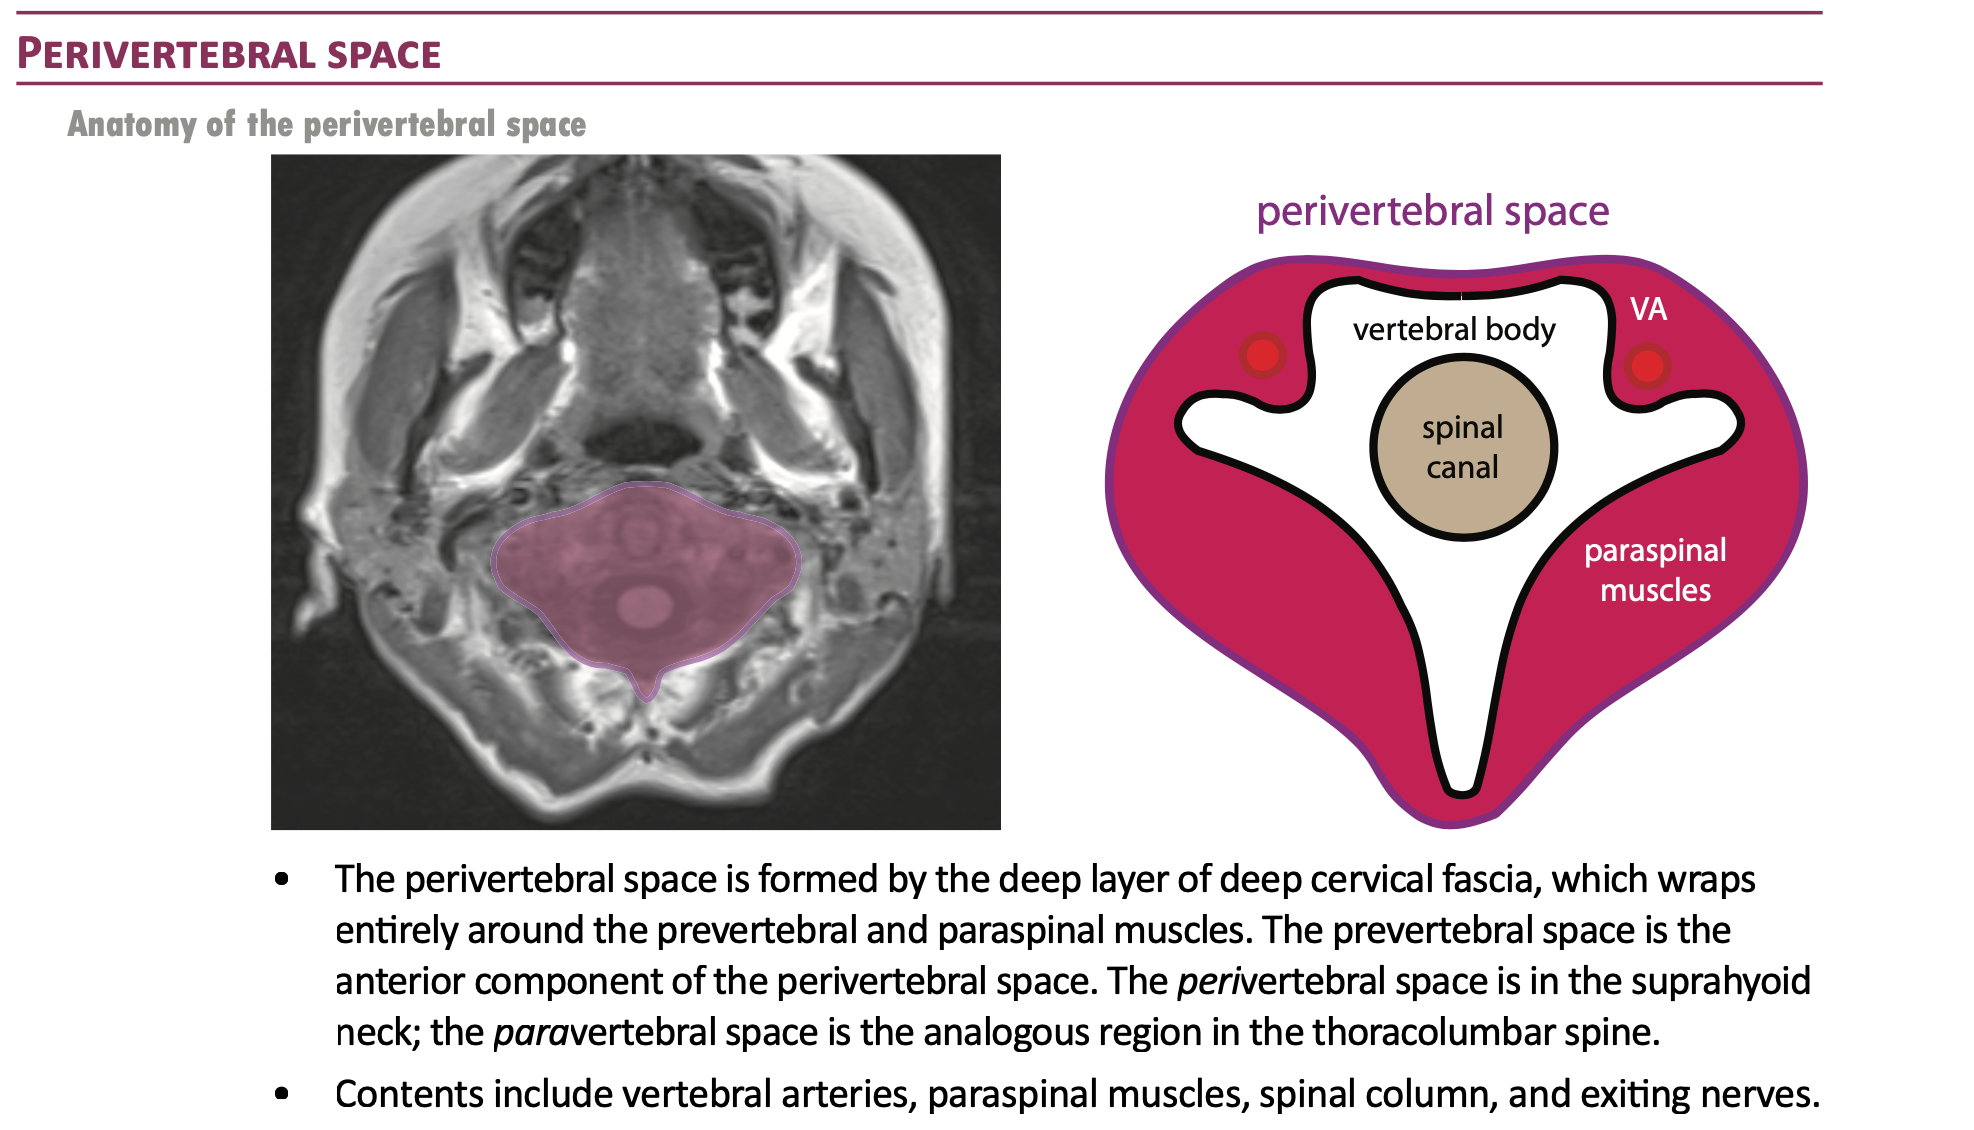 PERIVERTEBRAL SPACE
Anatomy of the perivertebral space
perivertebral space
VA
vertebral body
spinal
canal
paraspinal
muscles
• The perivertebral space is formed by the deep layer of deep cervical fascia, which wraps
entirely around the prevertebral and paraspinal muscles. The prevertebral space is the
anterior component of the perivertebral space. The perivertebral space is in the suprahyoid
neck; the paravertebral space is the analogous region in the thoracolumbar spine.
• Contents include vertebral arteries, paraspinal muscles, spinal column, and exiting nerves.